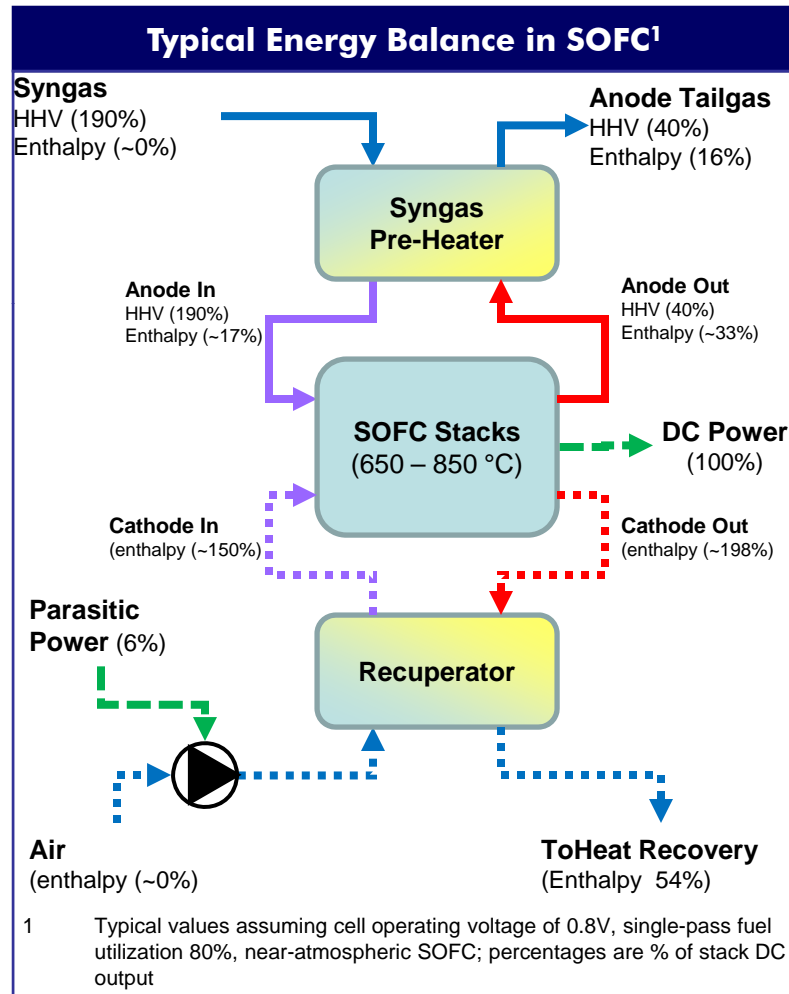 Typical Energy Balance in SOFC1
Syngas
HHV (190%)
Enthalpy (~0%)
Anode Tailgas
HHV (40%)
Enthalpy (16%)
Syngas
Pre-Heater
Anode In
HHV (190%)
Enthalpy (~17%)
Anode Out
HHV (40%)
Enthalpy (~33%)
SOFC Stacks
(650 – 850 °C)
DC Power
(100%)
Cathode In
(enthalpy (~150%)
Cathode Out
(enthalpy (~198%)
Parasitic
Power (6%)
Recuperator
Air
(enthalpy (~0%)
ToHeat Recovery
(Enthalpy 54%)
1 Typical values assuming cell operating voltage of 0.8V, single-pass fuel
utilization 80%, near-atmospheric SOFC; percentages are % of stack DC
output